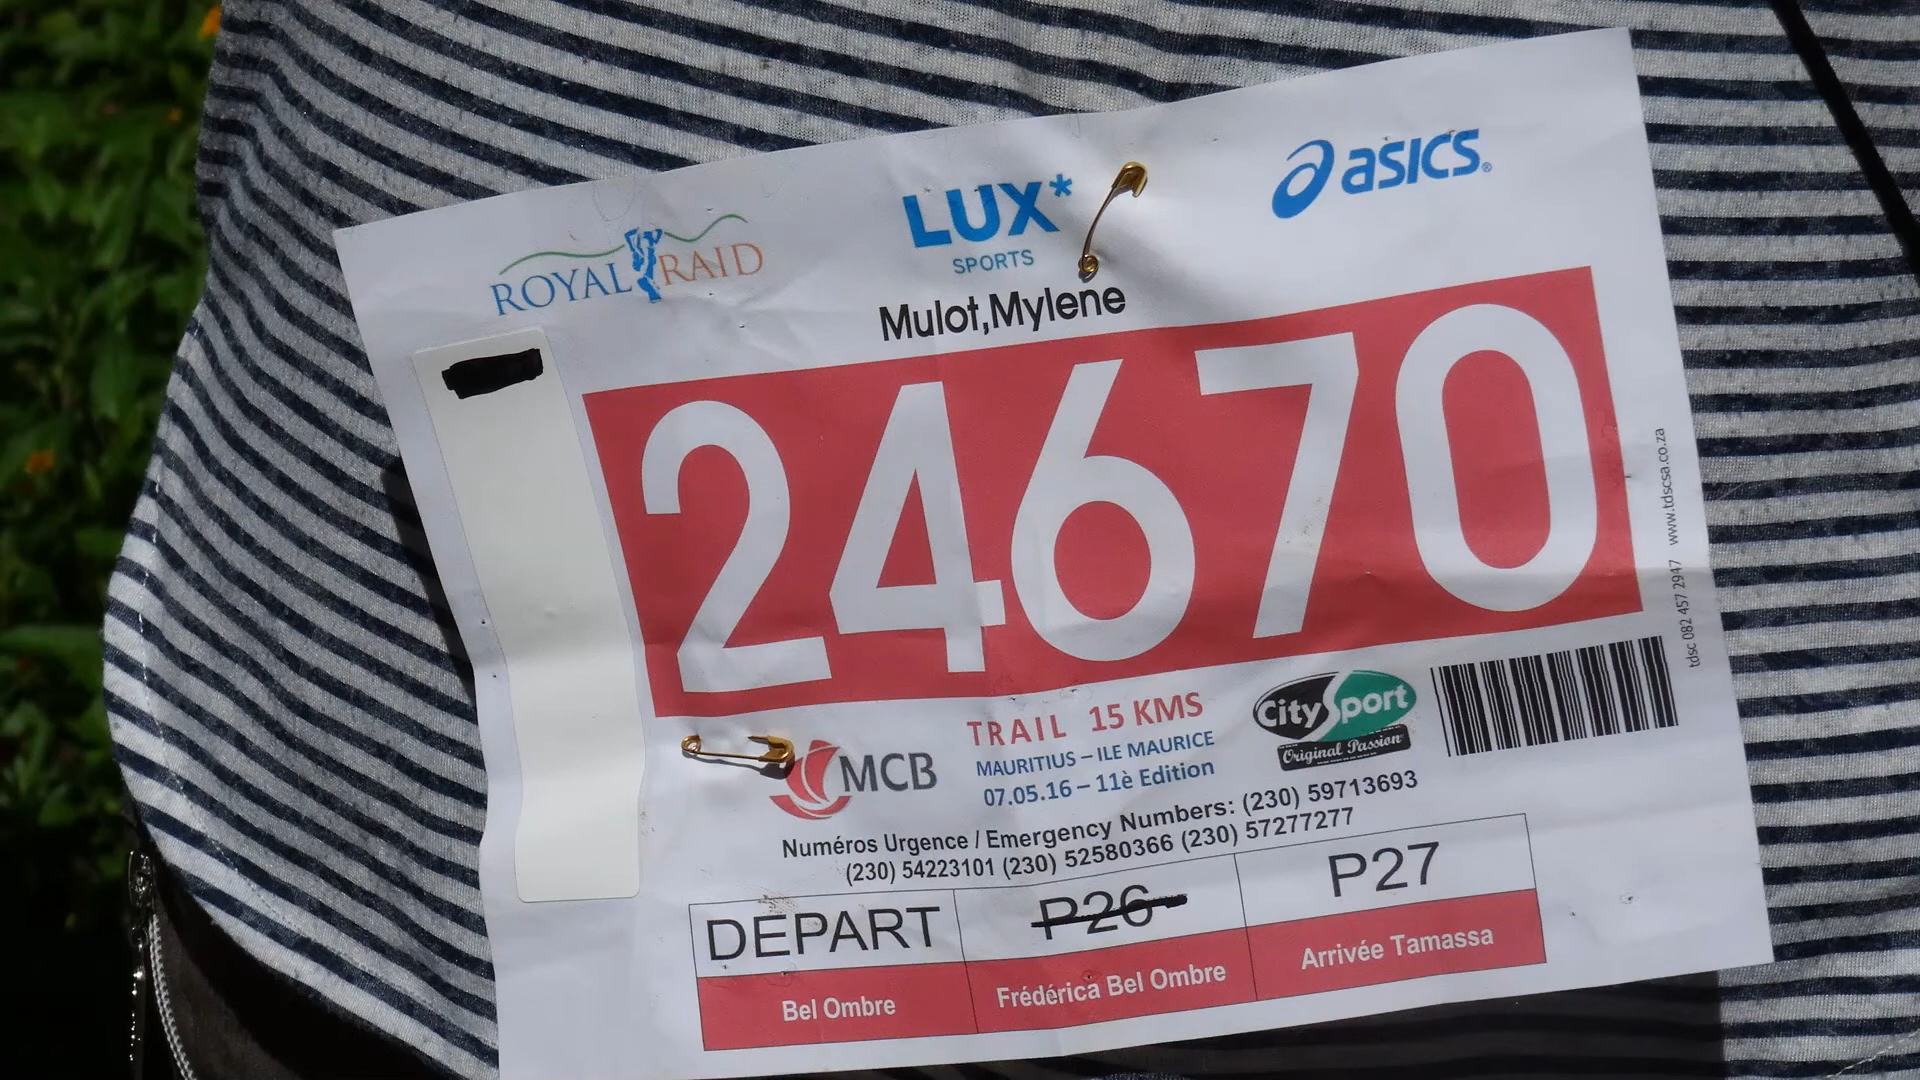 ROYAL RAID
LUX*
SPORTS
asics®
Mulot,Mylene
24670
www.tdscsa.co.za
tdsc 082 457 2947
MCB
TRAIL 15 KMS
MAURITIUS – ILE MAURICE
07.05.16 – 11è Edition
City Sport
Original Passion
Numéros Urgence / Emergency Numbers: (230) 59713693
(230) 54223101 (230) 52580366 (230) 57277277
DEPART
P26
P27
Bel Ombre
Frédérica Bel Ombre
Arrivée Tamassa